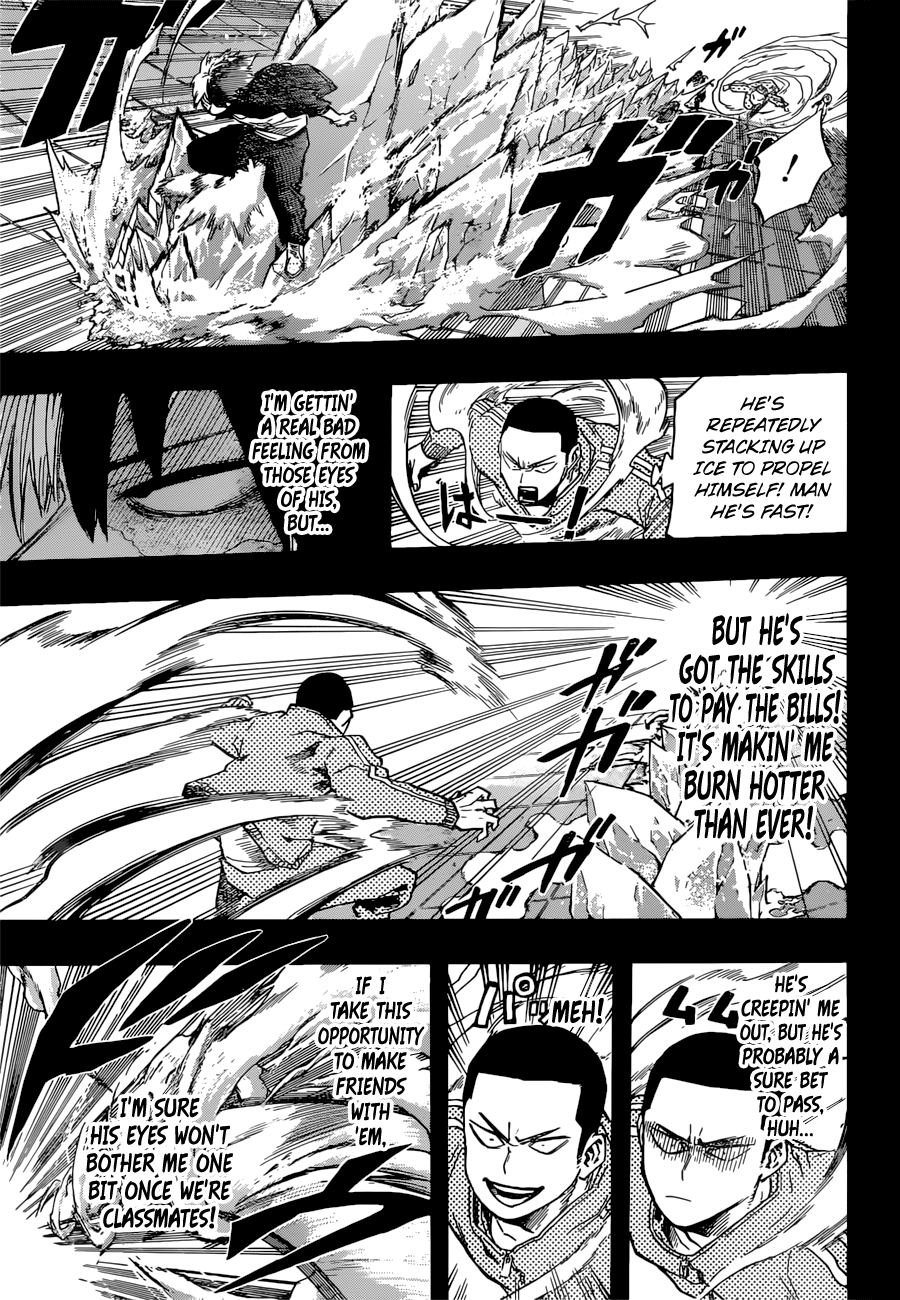 ガ
ガ
ガ
ガ
!
HE'S
REPEATEDLY
STACKING UP
ICE TO PROPEL
HIMSELF! MAN
HE'S FAST!
はー!
I'M GETTIN'
A REAL BAD
FEELING FROM
THOSE EYES
OF HIS,
BUT...
BUT HE'S
GOT THE SKILLS
TO PAY THE BILLS!
IT'S MAKIN' ME
BURN HOTTER
THAN EVER!
ガ
ガ
ガ
HE'S
CREEPIN' ME
OUT, BUT HE'S
PROBABLY A
SURE BET
TO PASS,
HUH...
ムム
MEH!
IF I
TAKE THIS
OPPORTUNITY
TO MAKE
FRIENDS
WITH
'EM,
I'M SURE
HIS EYES WON'T
BOTHER ME ONE
BIT ONCE WE'RE
CLASSMATES!